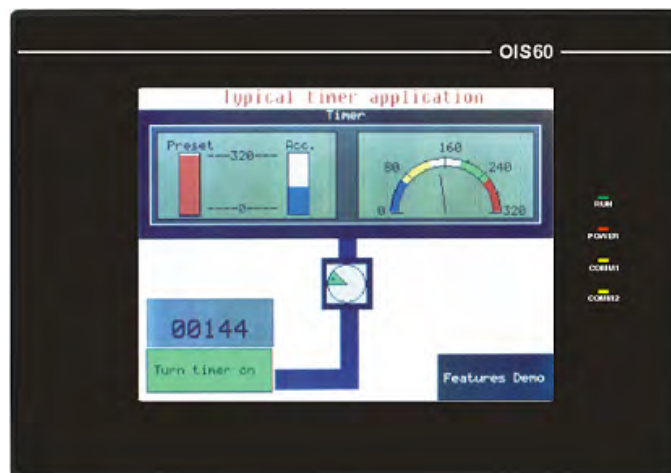 OIS60
Typical timer application
Timer
Preset
Acc.
320
0
0
80
160
240
320
RUN
POWER
COMM1
COMM2
00144
Turn timer on
Features Demo